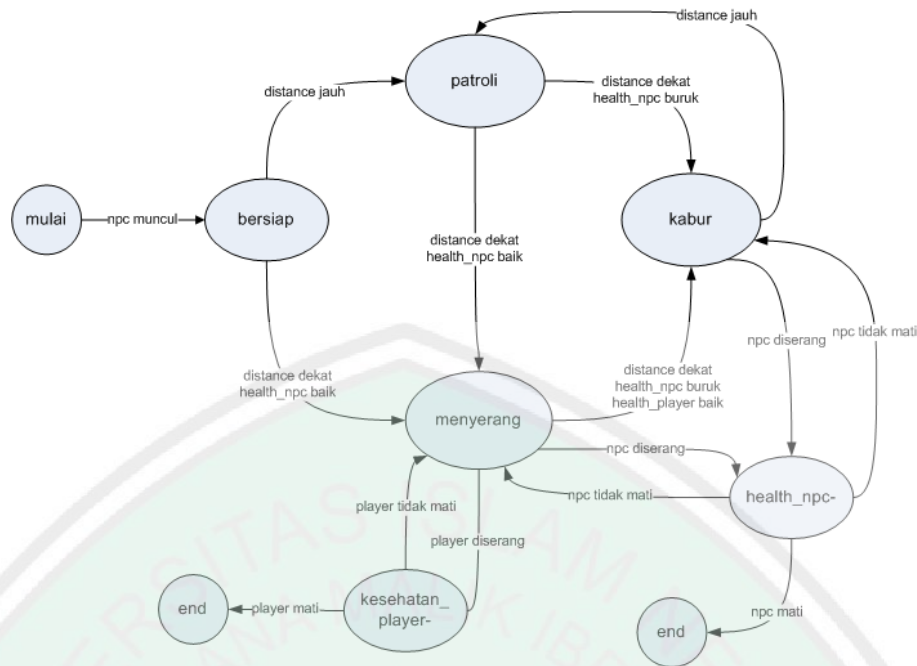 distance jauh
patroli
distance jauh
distance dekat
health_npc buruk
mulai
npc muncul
bersiap
kabur
distance dekat
health_npc baik
npc diserang
npc tidak mati
distance dekat
health_npc baik
distance dekat
health_npc buruk
health_player baik
menyerang
npc diserang
npc tidak mati
health_npc-
player tidak mati
player diserang
end
player mati
kesehatan_
player-
npc mati
end